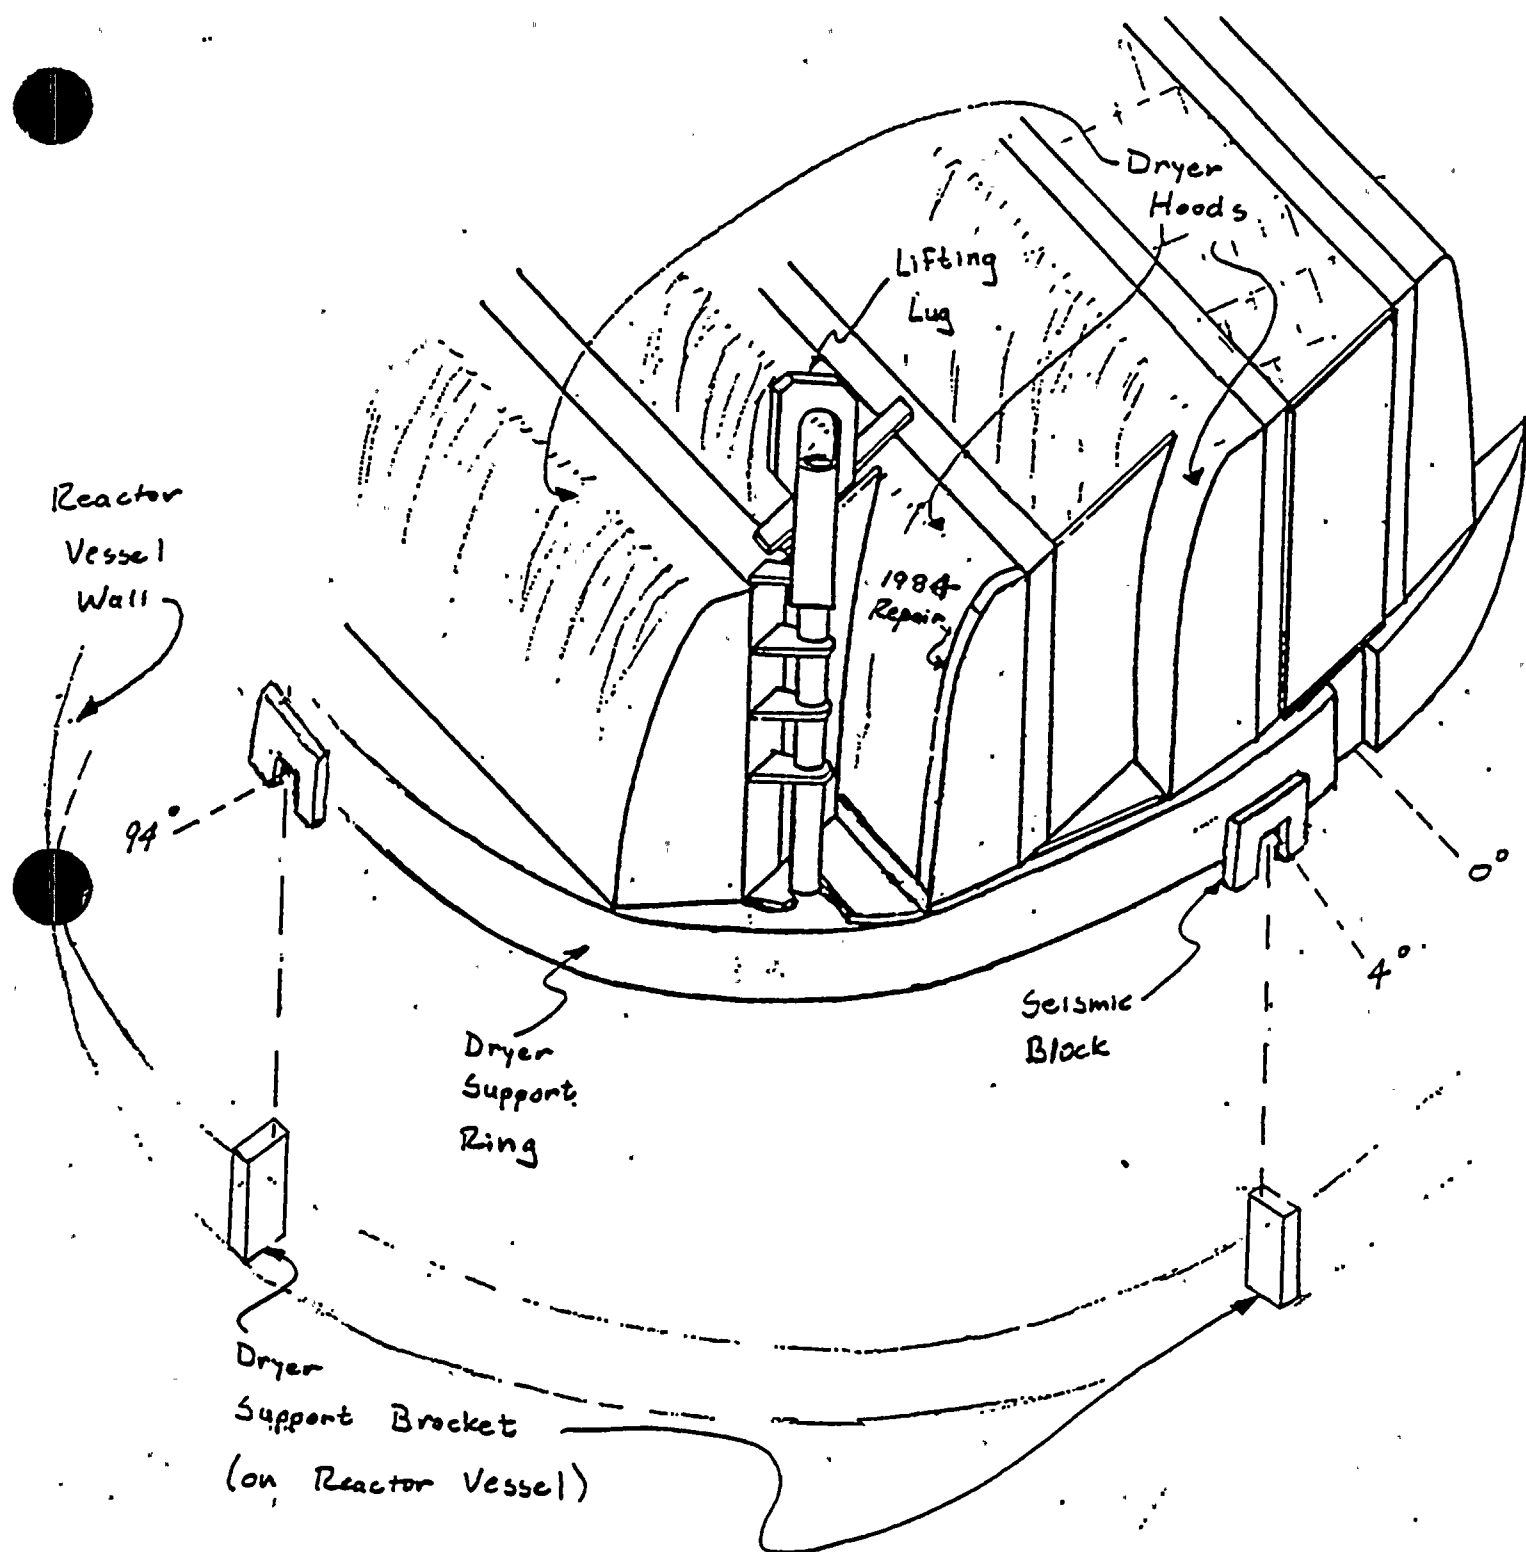 Dryer
Hoods
Lifting
Lug
Reactor
Vessel
Wall
1984
Repair
94°
0°
4°
Seismic
Block
Dryer
Support
Ring
Dryer
Support Bracket
(on Reactor Vessel)